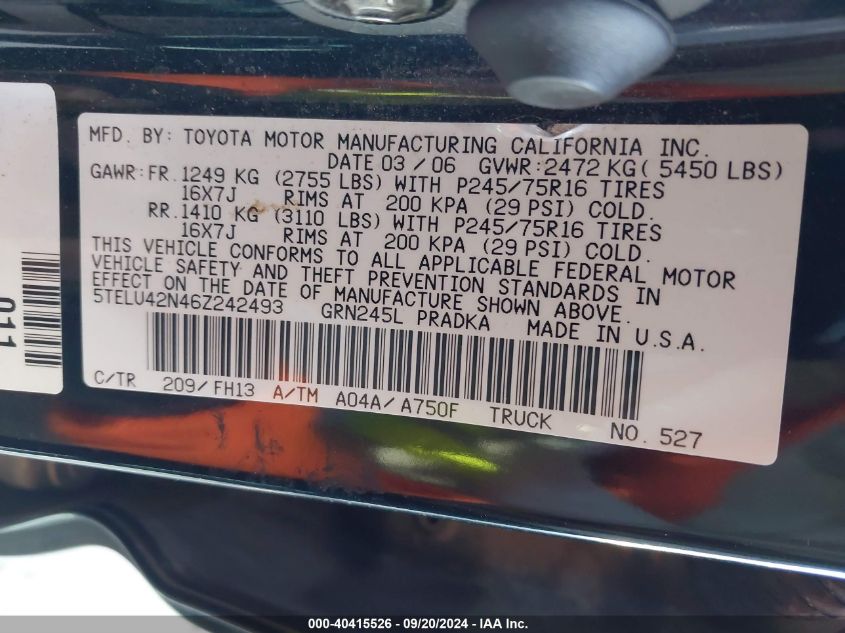 MFD. BY: TOYOTA MOTOR MANUFACTURING CALIFORNIA INC.
DATE 03 / 06 GVWR:2472 KG( 5450 LBS)
GAWR:FR.1249 KG (2755 LBS) WITH P245/75R16 TIRES
16X7J RIMS AT 200 KPA (29 PSI) COLD.
RR.1410 KG (3110 LBS) WITH P245/75R16 TIRES
16X7J RIMS AT 200 KPA (29 PSI) COLD.
THIS VEHICLE CONFORMS TO ALL APPLICABLE FEDERAL MOTOR
VEHICLE SAFETY AND THEFT PREVENTION STANDARDS IN
EFFECT ON THE DATE OF MANUFACTURE SHOWN ABOVE.
5TELU42N46Z242493 GRN245L PRADKA MADE IN U.S.A.
C/TR 209/FH13 A/TM A04A/A750F TRUCK NO. 527
011
000-40415526 - 09/20/2024 - IAA Inc.